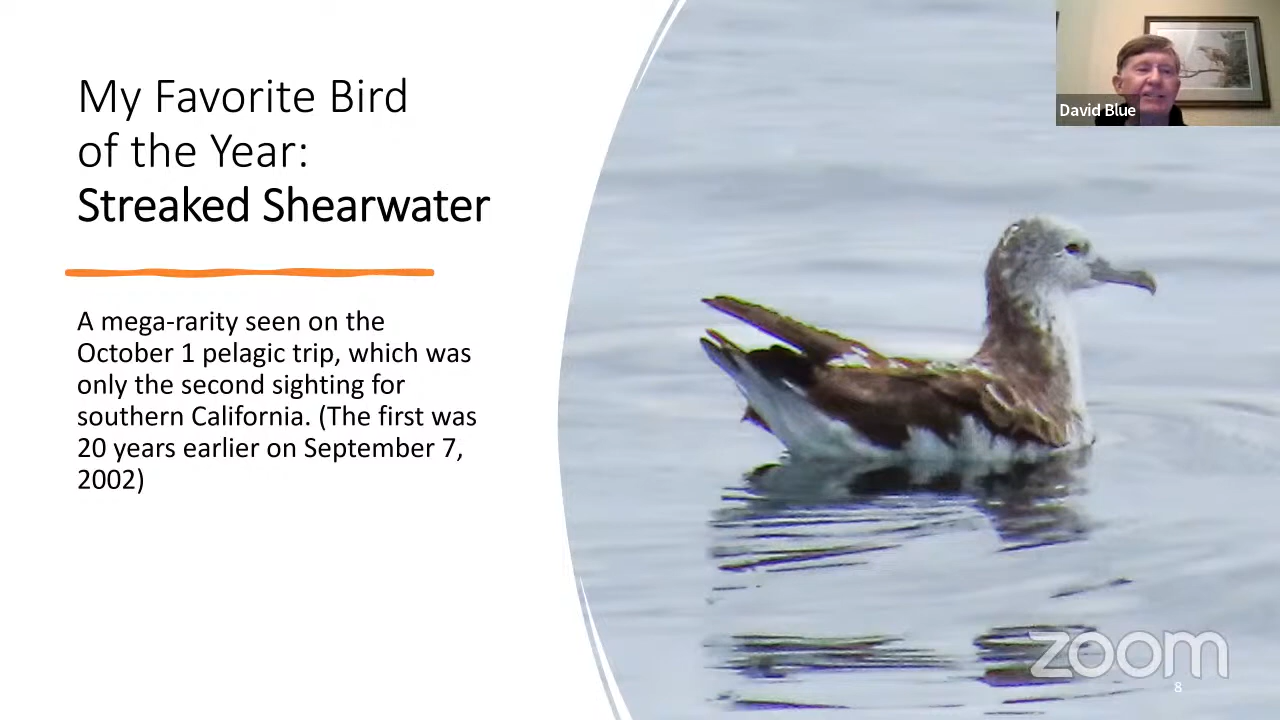 My Favorite Bird
of the Year:
Streaked Shearwater
A mega-rarity seen on the
October 1 pelagic trip, which was
only the second sighting for
southern California. (The first was
20 years earlier on September 7,
2002)
David Blue
zoom
8